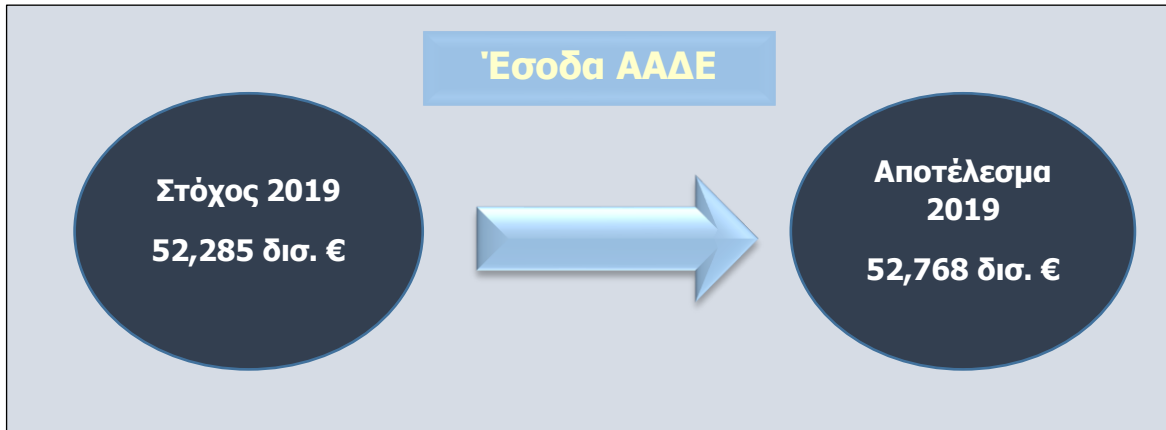 Έσοδα ΑΑΔΕ
Στόχος 2019
52,285 δισ. €
Αποτέλεσμα
2019
52,768 δισ. €